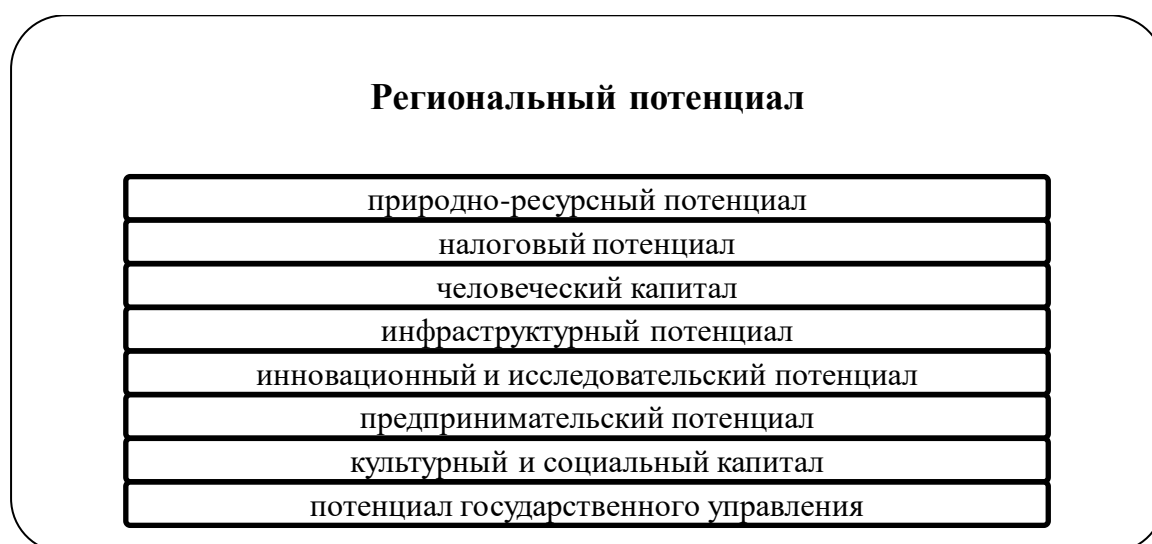 Региональный потенциал
природно-ресурсный потенциал
налоговый потенциал
человеческий капитал
инфраструктурный потенциал
инновационный и исследовательский потенциал
предпринимательский потенциал
культурный и социальный капитал
потенциал государственного управления